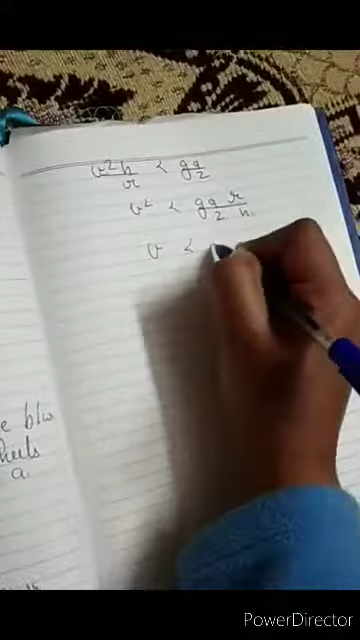 v²h/r < ga/2
v² < ga/2 r/h
v <
e b/w
heels
a
PowerDirector